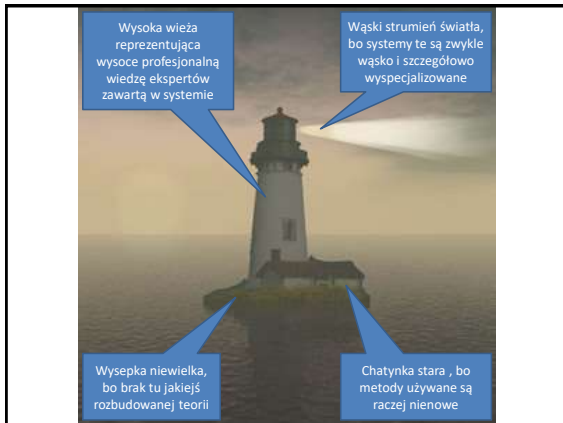 Wysoka wieża
reprezentująca
wysoce profesjonalną
wiedzę ekspertów
zawartą w systemie
Wąski strumień światła,
bo systemy te są zwykle
wąsko i szczegółowo
wyspecjalizowane
Wysepka niewielka,
bo brak tu jakiejś
rozbudowanej teorii
Chatynka stara , bo
metody używane są
raczej nienowe